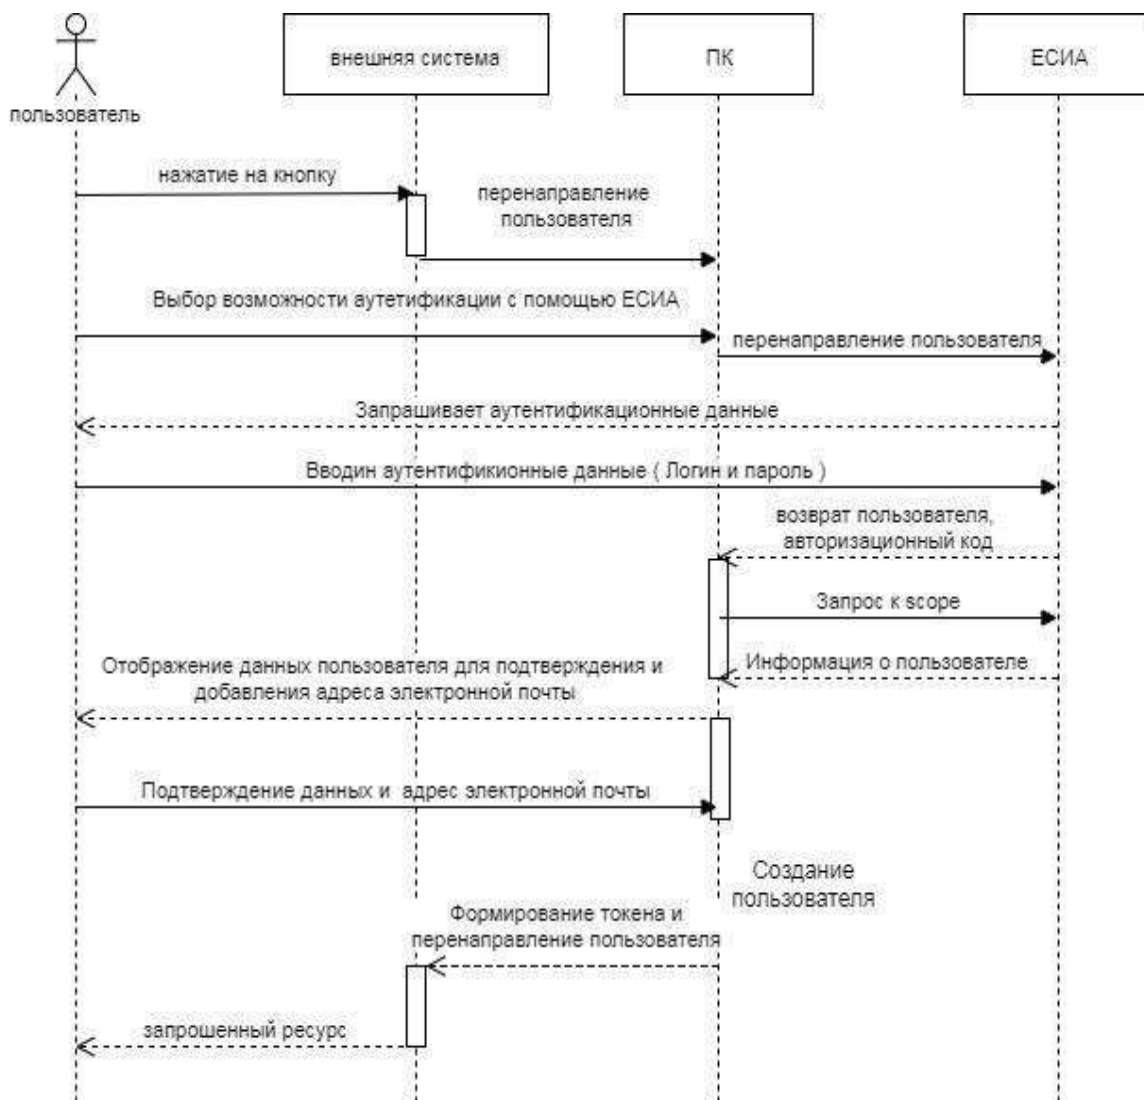 внешняя система
ПК
ЕСИА
пользователь
нажатие на кнопку
перенаправление
пользователя
Выбор возможности аутетификации с помощью ЕСИА
перенаправление пользователя
Запрашивает аутентификационные данные
Вводин аутентификионные данные ( Логин и пароль )
возврат пользователя,
авторизационный код
Запрос к scope
Информация о пользователе
Отображение данных пользователя для подтверждения и
добавления адреса электронной почты
Подтверждение данных и адрес электронной почты
Создание
пользователя
Формирование токена и
перенаправление пользователя
запрошенный ресурс